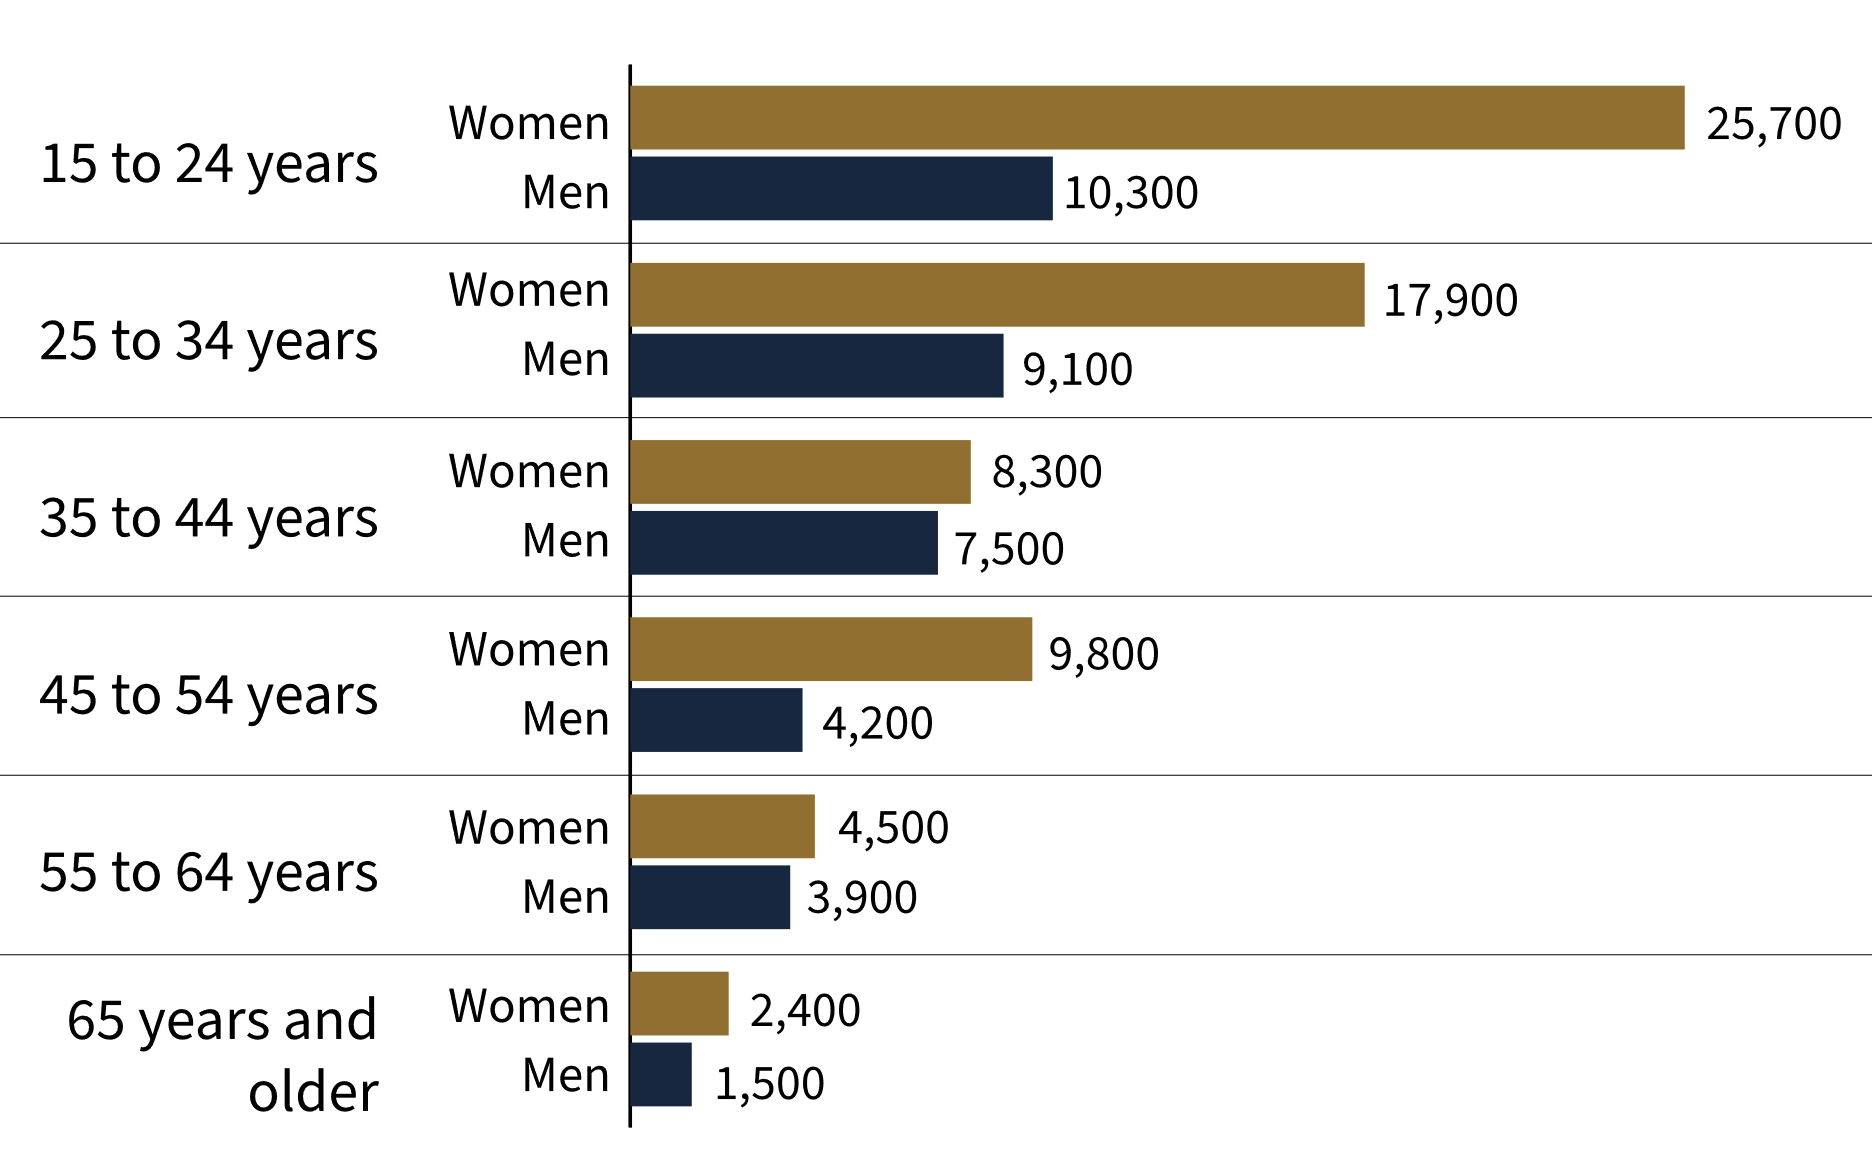 Women 25,700
15 to 24 years
Men 10,300
Women 17,900
25 to 34 years
Men 9,100
Women 8,300
35 to 44 years
Men 7,500
Women 9,800
45 to 54 years
Men 4,200
Women 4,500
55 to 64 years
Men 3,900
Women 2,400
65 years and
older
Men 1,500